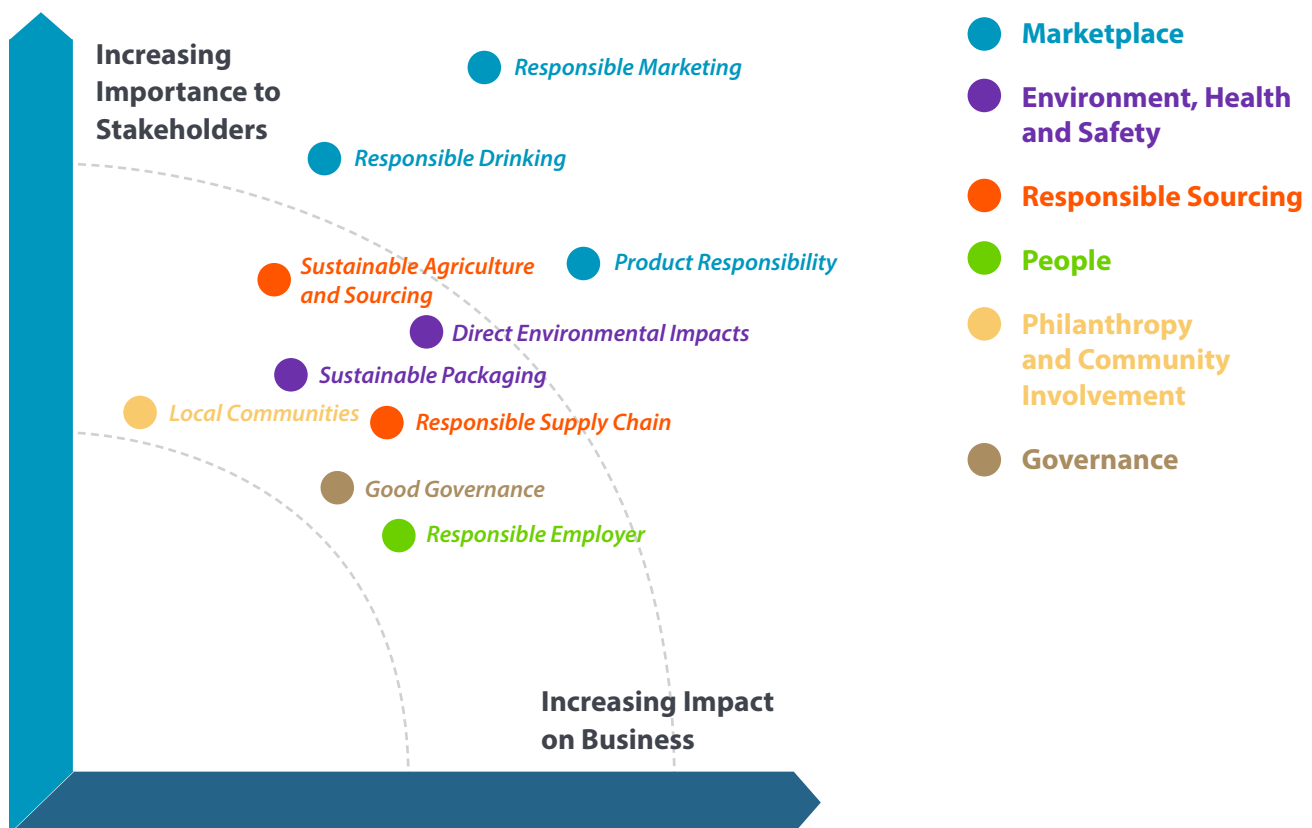 Increasing
Importance to
Stakeholders
Responsible Marketing
Responsible Drinking
Sustainable Agriculture
and Sourcing
Product Responsibility
Direct Environmental Impacts
Sustainable Packaging
Local Communities
Responsible Supply Chain
Good Governance
Responsible Employer
Increasing Impact
on Business
Marketplace
Environment, Health
and Safety
Responsible Sourcing
People
Philanthropy
and Community
Involvement
Governance